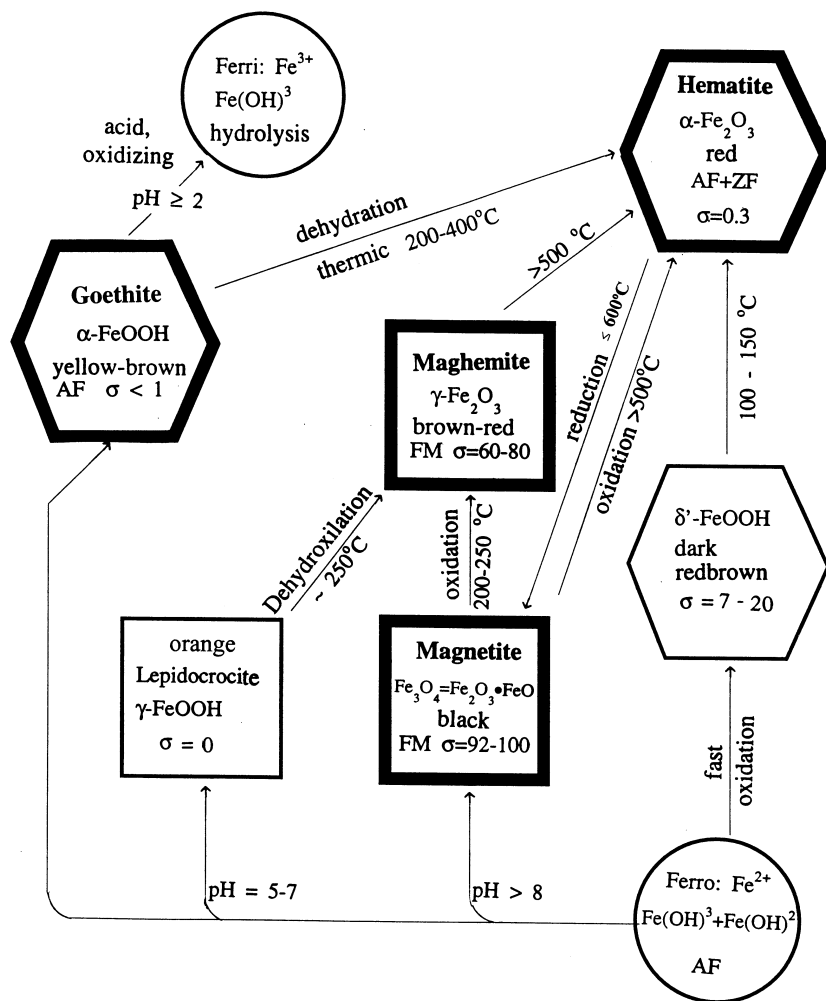 Ferri: Fe³⁺
Fe(OH)³
hydrolysis
acid,
oxidizing
pH ≥ 2
Hematite
α-Fe₂O₃
red
AF+ZF
σ=0.3
dehydration
thermic 200-400°C
>500 °C
Goethite
α-FeOOH
yellow-brown
AF σ < 1
Maghemite
γ-Fe₂O₃
brown-red
FM σ=60-80
reduction ≤ 600°C
oxidation >500°C
100 - 150 °C
Dehydroxilation
~ 250°C
oxidation
200-250 °C
δ’-FeOOH
dark
redbrown
σ = 7 - 20
orange
Lepidocrocite
γ-FeOOH
σ = 0
Magnetite
Fe₃O₄=Fe₂O₃•FeO
black
FM σ=92-100
fast
oxidation
pH = 5-7
pH > 8
Ferro: Fe²⁺
Fe(OH)³+Fe(OH)²
AF